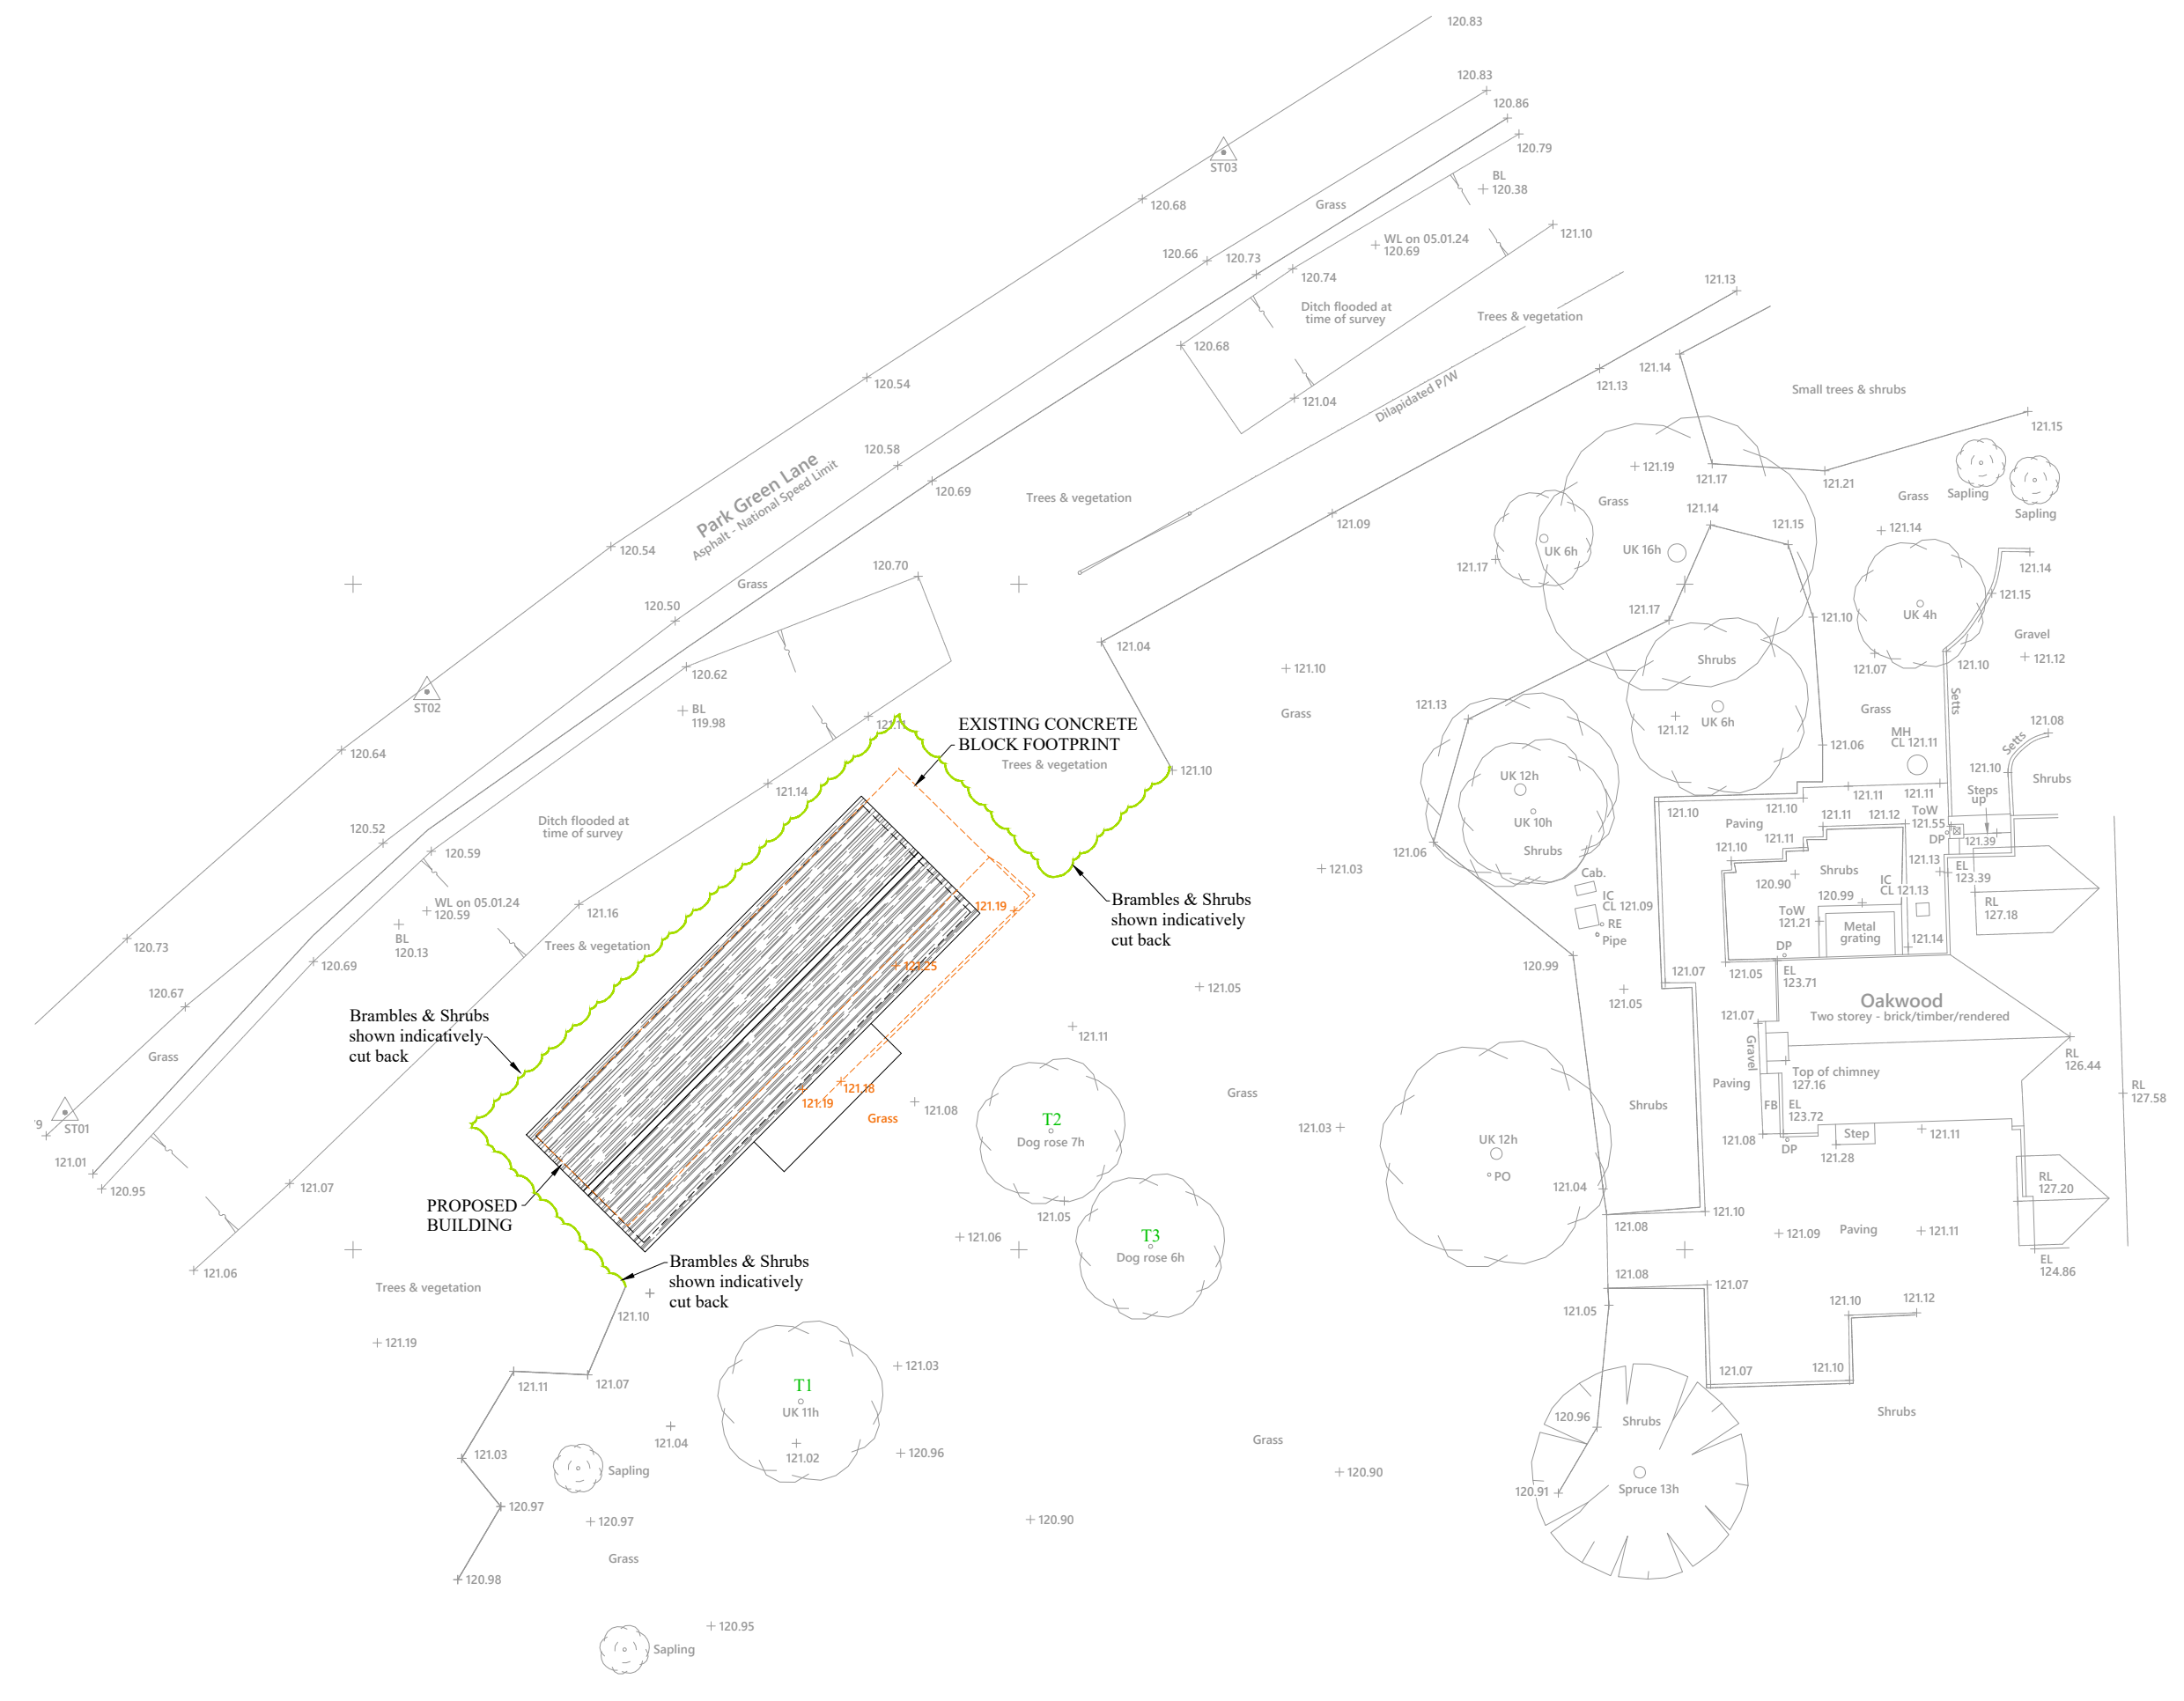 120.83
120.83
120.86
120.79
ST03
BL
120.38
120.68
Grass
121.10
WL on 05.01.24
120.69
120.66
120.73
120.74
121.13
Ditch flooded at
time of survey
Trees & vegetation
120.68
121.14
121.13
120.54
Small trees & shrubs
121.04
Dilapidated P/W
121.15
120.58
121.19
121.17
121.21
120.69
Park Green Lane
Asphalt - National Speed Limit
Trees & vegetation
Grass
Grass
Sapling
Sapling
121.14
121.15
121.14
121.09
120.54
UK 6h
UK 16h
121.17
120.70
121.14
Grass
121.15
120.50
121.17
121.10
UK 4h
Gravel
121.04
121.10
Shrubs
121.07
121.10
121.12
120.62
ST02
BL
119.98
121.11
EXISTING CONCRETE
BLOCK FOOTPRINT
Trees & vegetation
Grass
121.13
121.12
UK 6h
Grass
Setts
121.08
MH
CL 121.11
Setts
120.64
121.10
121.06
121.10
Shrubs
121.14
UK 12h
121.11
121.11
Steps
up
121.10
121.10
ToW
121.55
Ditch flooded at
time of survey
120.52
UK 10h
Paving
121.11
121.12
DP
121.39
121.11
Shrubs
121.06
121.10
120.59
121.03
Shrubs
121.13
EL
123.39
Cab.
120.90
IC
CL 121.13
120.99
RL
127.18
WL on 05.01.24
120.59
121.16
121.19
Brambles & Shrubs
shown indicatively
cut back
IC
CL 121.09
RE
Pipe
ToW
121.21
Metal
grating
120.73
BL
120.13
Trees & vegetation
DP
121.14
120.69
121.25
120.99
121.05
EL
123.71
121.07
120.67
121.05
121.05
Oakwood
Two storey - brick/timber/rendered
Brambles & Shrubs
shown indicatively
cut back
121.11
121.07
Grass
Gravel
RL
126.44
Top of chimney
127.16
Paving
RL
127.58
121.18
121.19
Grass
121.08
Grass
Shrubs
FB
EL
123.72
ST01
T2
Dog rose 7h
121.03
UK 12h
121.08
Step
121.11
DP
121.28
121.01
120.95
121.07
PO
121.04
RL
127.20
PROPOSED
BUILDING
121.05
121.10
121.06
T3
Dog rose 6h
121.08
121.09
Paving
121.11
121.06
Brambles & Shrubs
shown indicatively
cut back
EL
124.86
Trees & vegetation
121.08
121.07
121.10
121.05
121.10
121.12
121.19
121.03
121.11
121.07
T1
UK 11h
121.07
121.10
Shrubs
120.96
Shrubs
121.04
Grass
121.03
121.02
120.96
Sapling
120.90
120.91
Spruce 13h
120.97
120.97
120.90
Grass
120.98
120.95
Sapling